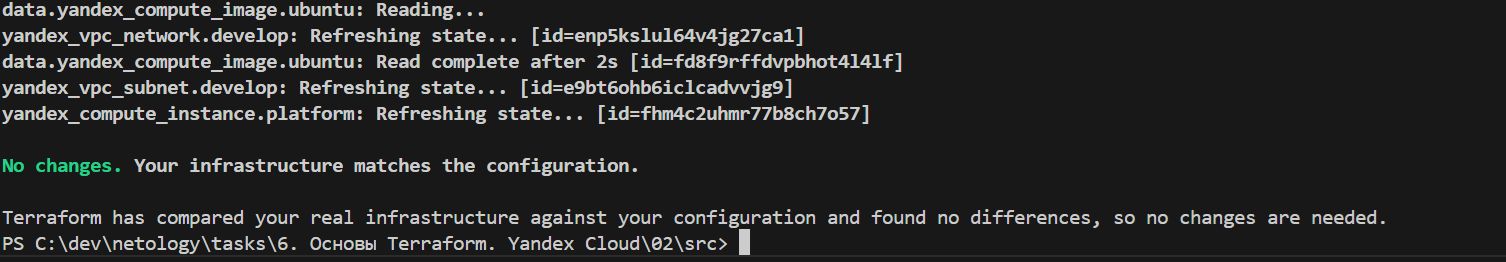 data.yandex_compute_image.ubuntu: Reading...
yandex_vpc_network.develop: Refreshing state... [id=enp5kslul64v4jg27ca1]
data.yandex_compute_image.ubuntu: Read complete after 2s [id=fd8f9rffdvpbhot4l4lf]
yandex_vpc_subnet.develop: Refreshing state... [id=e9bt6ohb6iclcadvvjg9]
yandex_compute_instance.platform: Refreshing state... [id=fhm4c2uhmr77b8ch7o57]
No changes. Your infrastructure matches the configuration.
Terraform has compared your real infrastructure against your configuration and found no differences, so no changes are needed.
PS C:\dev\netology\tasks\6. Основы Terraform. Yandex Cloud\02\src>